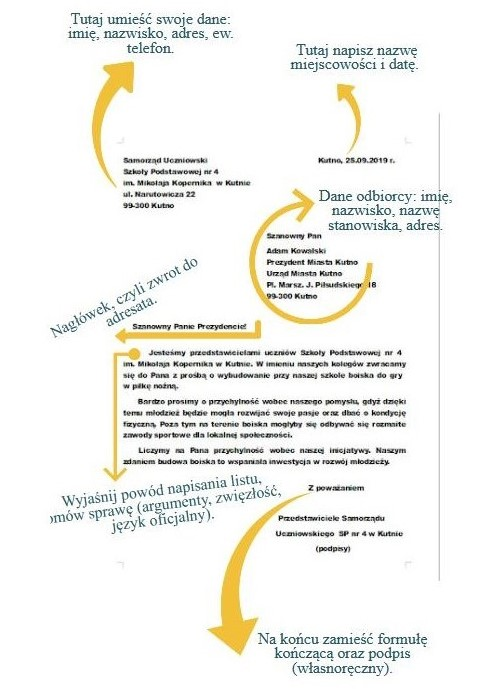 Tutaj umieść swoje dane:
imię, nazwisko, adres, ew.
telefon.
Tutaj napisz nazwę
miejscowości i datę.
Samorząd Uczniowski
Szkoły Podstawowej nr 4
im. Mikołaja Kopernika w Kutnie
ul. Narutowicza 22
99-300 Kutno
Kutno, 25.09.2019 r.
Dane odbiorcy: imię,
nazwisko, nazwę
stanowiska, adres.
Szanowny Pan
Adam Kowalski
Prezydent Miasta Kutno
Urząd Miasta Kutno
Pl. Marsz. J. Piłsudskiego 18
99-300 Kutno
Nagłówek, czyli zwrot do
adresata.
Szanowny Panie Prezydencie!
Jesteśmy przedstawicielami uczniów Szkoły Podstawowej nr 4
im. Mikołaja Kopernika w Kutnie. W imieniu naszych kolegów zwracamy
się do Pana z prośbą o wybudowanie przy naszej szkole boiska do gry
w piłkę nożną.
Bardzo prosimy o przychylność wobec naszego pomysłu, gdyż dzięki
temu młodzież będzie mogła rozwijać swoje pasje oraz dbać o kondycję
fizyczną. Poza tym na terenie boiska mogłyby się odbywać się rozmaite
zawody sportowe dla lokalnej społeczności.
Liczymy na Pana przychylność wobec naszej inicjatywy. Naszym
zdaniem budowa boiska to wspaniała inwestycja w rozwój młodzieży.
Wyjaśnij powód napisania listu,
omów sprawę (argumenty, zwięzłość,
język oficjalny).
Z poważaniem
Przedstawiciele Samorządu
Uczniowskiego SP nr 4 w Kutnie
(podpisy)
Na końcu zamieść formułę
kończącą oraz podpis
(własnoręczny).